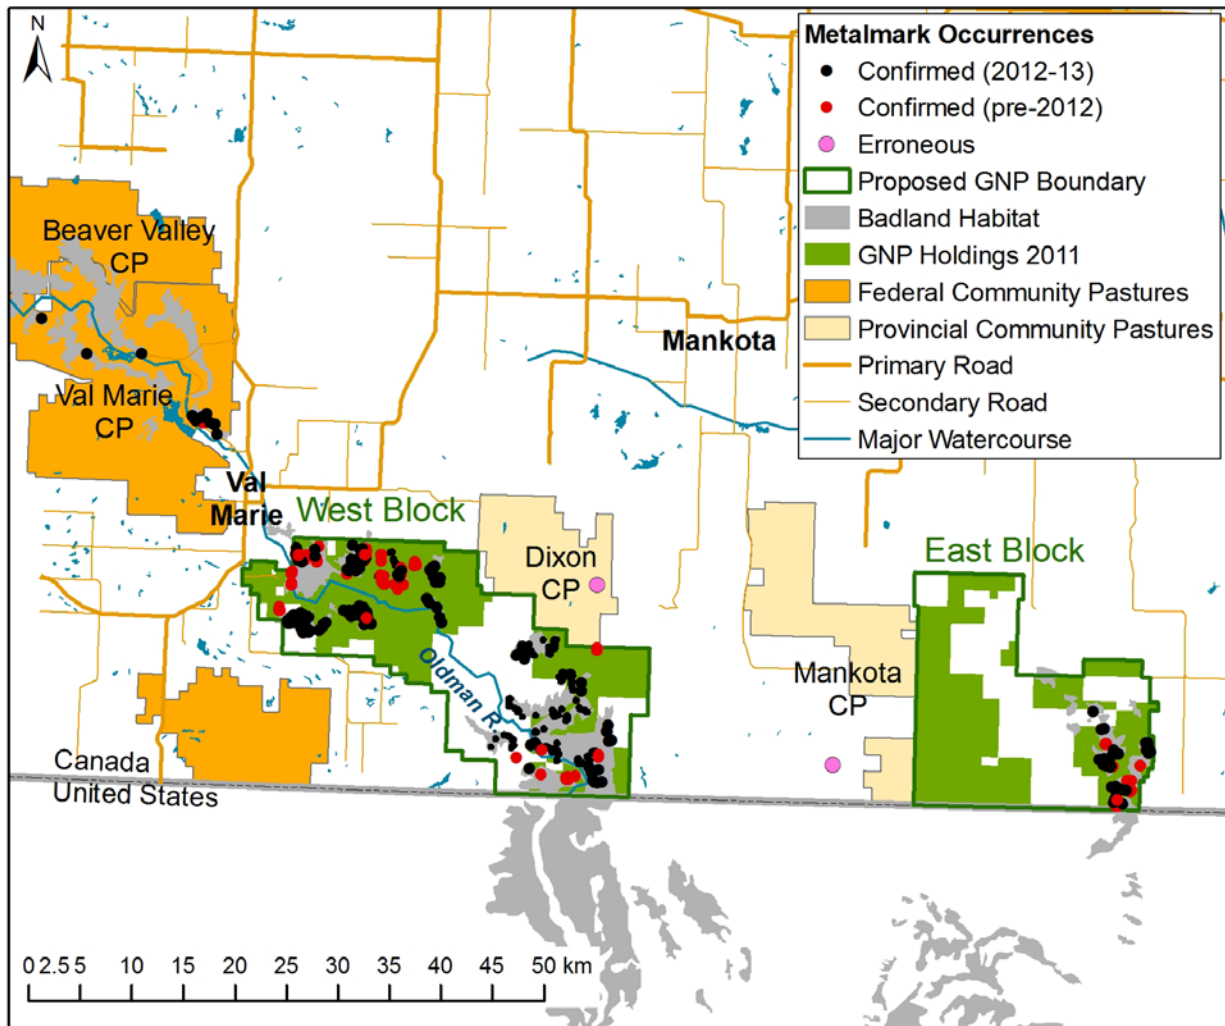 N
Metalmark Occurrences
Confirmed (2012-13)
Confirmed (pre-2012)
Erroneous
Proposed GNP Boundary
Badland Habitat
GNP Holdings 2011
Federal Community Pastures
Provincial Community Pastures
Primary Road
Secondary Road
Major Watercourse
Beaver Valley
CP
Mankota
Val Marie
CP
Val
Marie
West Block
Dixon
CP
East Block
Mankota
CP
Oldman R.
Canada
United States
0 2.5 5 10 15 20 25 30 35 40 45 50 km